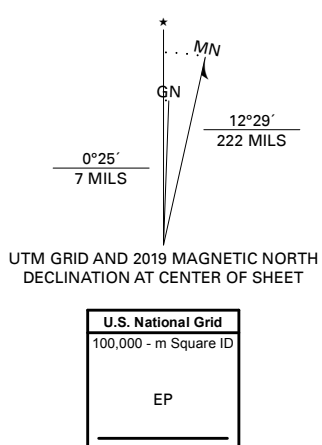 ★
MN
GN
12°29´
222 MILS
0°25´
7 MILS
UTM GRID AND 2019 MAGNETIC NORTH
DECLINATION AT CENTER OF SHEET
U.S. National Grid
100,000 - m Square ID
EP